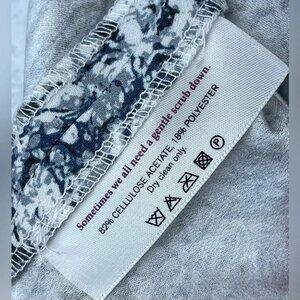 Sometimes we all need a gentle scrub down.
82% CELLULOSE ACETATE, 18% POLYESTER
Dry clean only.